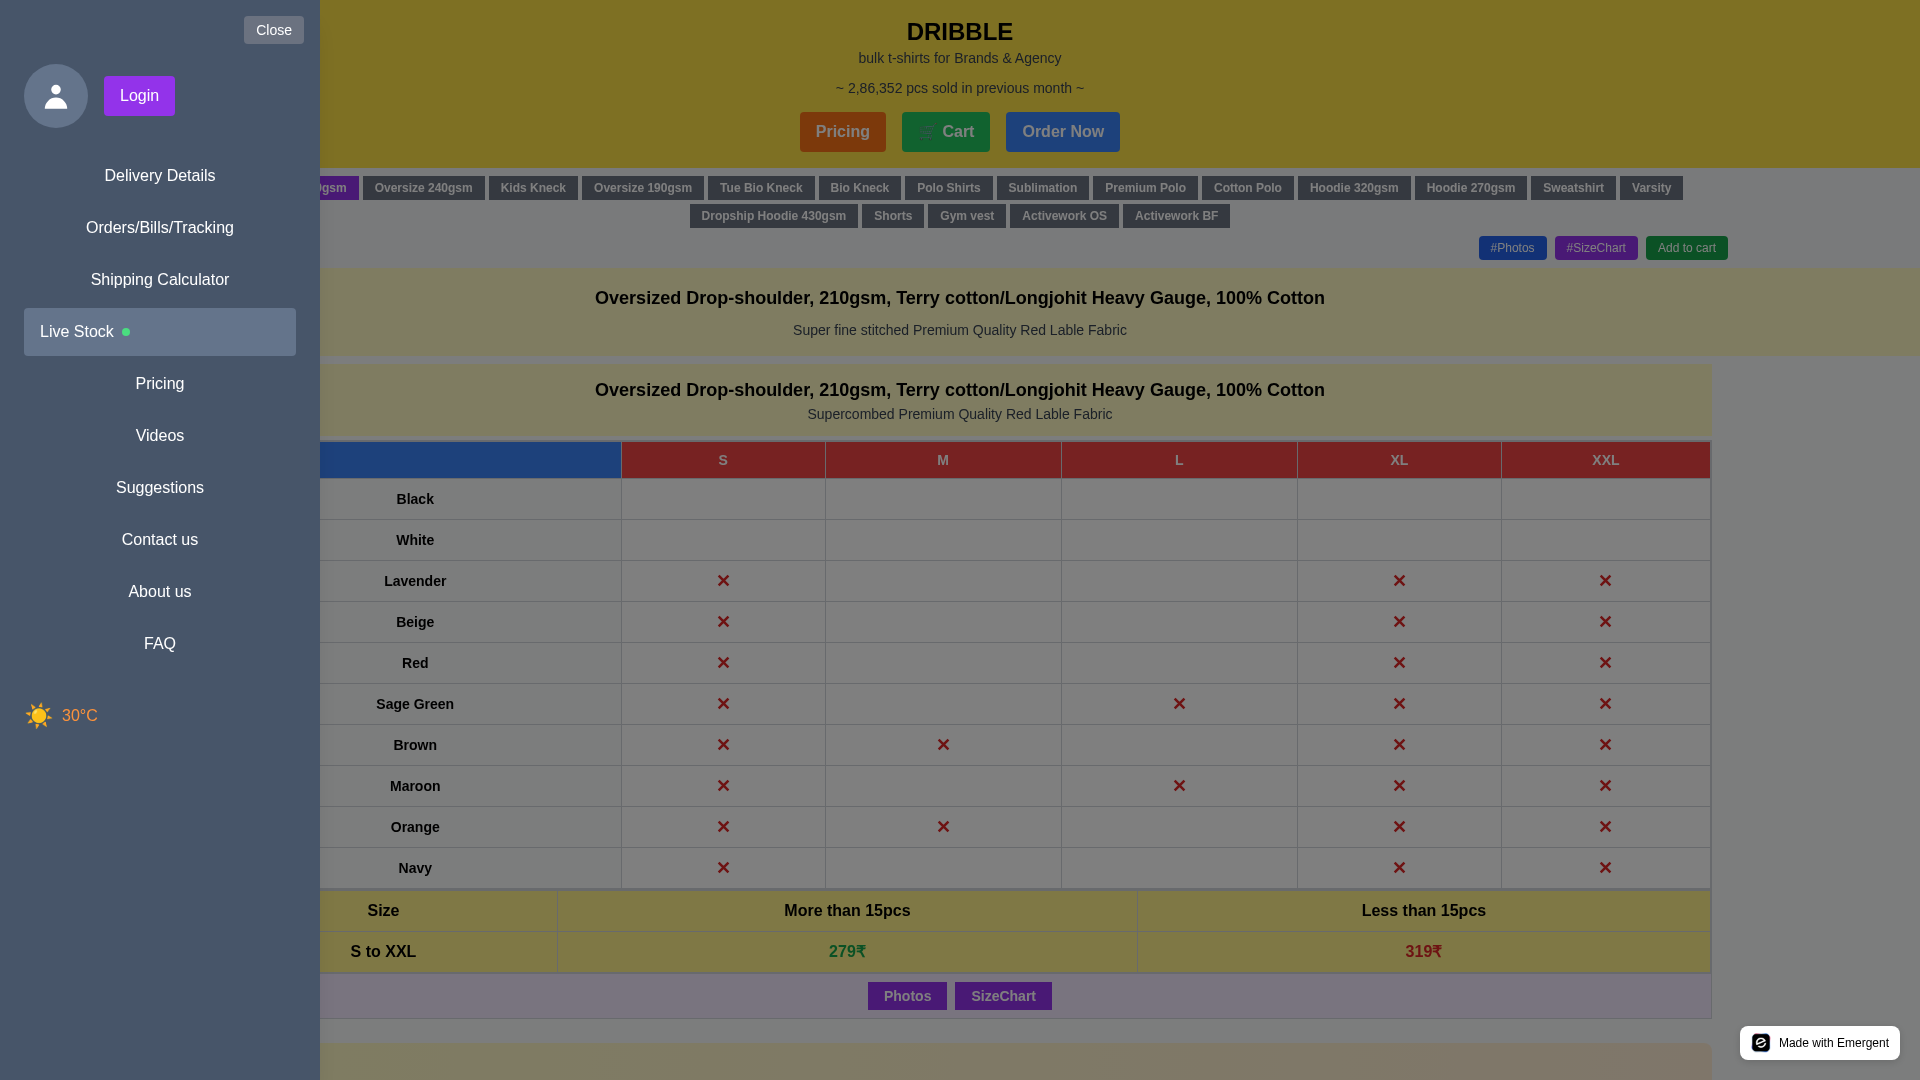 Close
Login
Delivery Details
Orders/Bills/Tracking
Shipping Calculator
Live Stock
Pricing
Videos
Suggestions
Contact us
About us
FAQ
30°C
DRIBBLE
bulk t-shirts for Brands & Agency
~ 2,86,352 pcs sold in previous month ~
Pricing 🛒 Cart Order Now
Oversize 240gsm Kids Kneck Oversize 190gsm Tue Bio Kneck Bio Kneck Polo Shirts Sublimation Premium Polo Cotton Polo Hoodie 320gsm Hoodie 270gsm Sweatshirt Varsity
Dropship Hoodie 430gsm Shorts Gym vest Activework OS Activework BF
#Photos #SizeChart Add to cart
Oversized Drop-shoulder, 210gsm, Terry cotton/Longjohit Heavy Gauge, 100% Cotton
Super fine stitched Premium Quality Red Lable Fabric
Oversized Drop-shoulder, 210gsm, Terry cotton/Longjohit Heavy Gauge, 100% Cotton
Supercombed Premium Quality Red Lable Fabric
S M L XL XXL
Black
White
Lavender ✕ ✕ ✕
Beige ✕ ✕ ✕
Red ✕ ✕ ✕
Sage Green ✕ ✕ ✕ ✕
Brown ✕ ✕ ✕ ✕
Maroon ✕ ✕ ✕ ✕
Orange ✕ ✕ ✕ ✕
Navy ✕ ✕ ✕
Size More than 15pcs Less than 15pcs
S to XXL 279₹ 319₹
Photos SizeChart
Made with Emergent